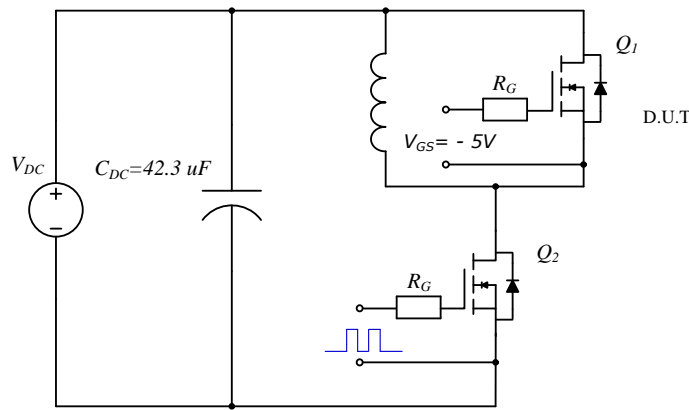 Q1
RG
D.U.T
VGS= - 5V
VDC
CDC=42.3 uF
Q2
RG